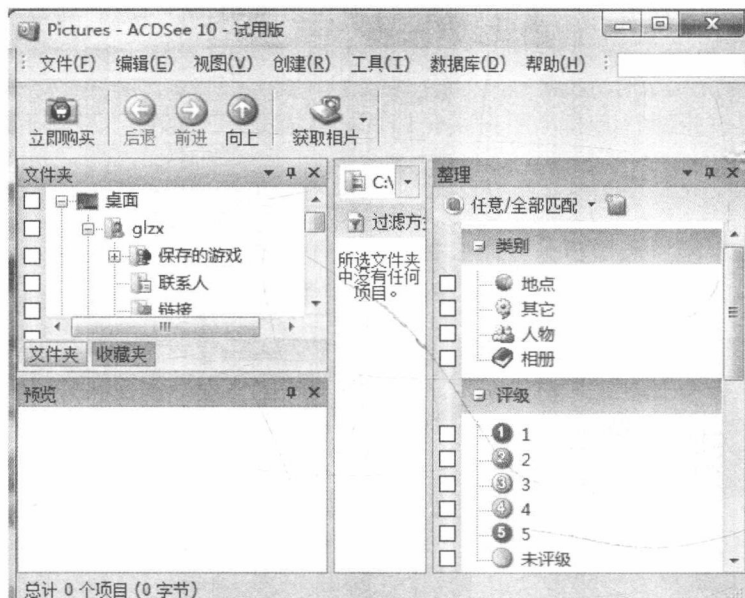 Pictures - ACDSee 10 - 试用版
文件(F) 编辑(E) 视图(V) 创建(R) 工具(T) 数据库(D) 帮助(H)
立即购买 后退 前进 向上 获取相片
文件夹
桌面
glzx
保存的游戏
联系人
链接
文件夹 收藏夹
预览
C:\
过滤方
所选文件夹
中没有任何
项目。
整理
任意/全部匹配
类别
地点
其它
人物
相册
评级
1 1
2 2
3 3
4 4
5 5
未评级
总计 0 个项目 (0 字节)